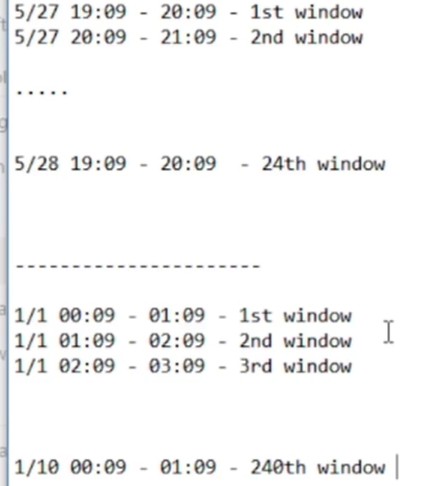 5/27 19:09 - 20:09 - 1st window
5/27 20:09 - 21:09 - 2nd window
.....
5/28 19:09 - 20:09  - 24th window
----------------------
1/1 00:09 - 01:09 - 1st window
1/1 01:09 - 02:09 - 2nd window
1/1 02:09 - 03:09 - 3rd window
1/10 00:09 - 01:09 - 240th window